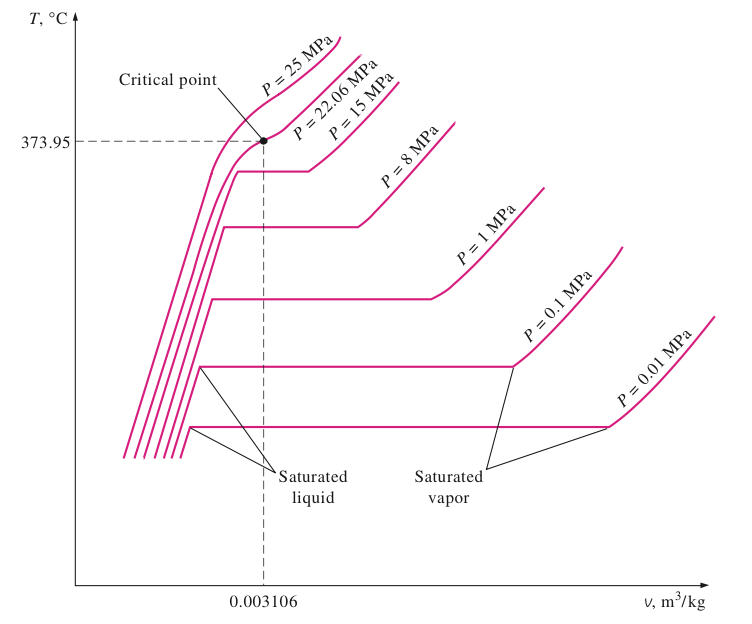 T, °C
P = 25 MPa
Critical point
P = 22.06 MPa
P = 15 MPa
373.95
P = 8 MPa
P = 1 MPa
P = 0.1 MPa
P = 0.01 MPa
Saturated
liquid
Saturated
vapor
0.003106
v, m³/kg